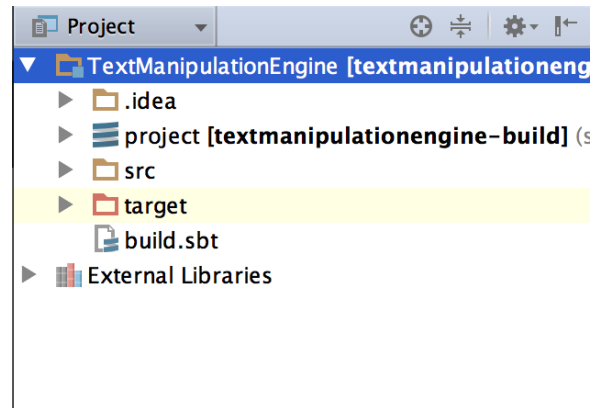 Project
TextManipulationEngine [textmanipulationeng
.idea
project [textmanipulationengine-build] (s
src
target
build.sbt
External Libraries